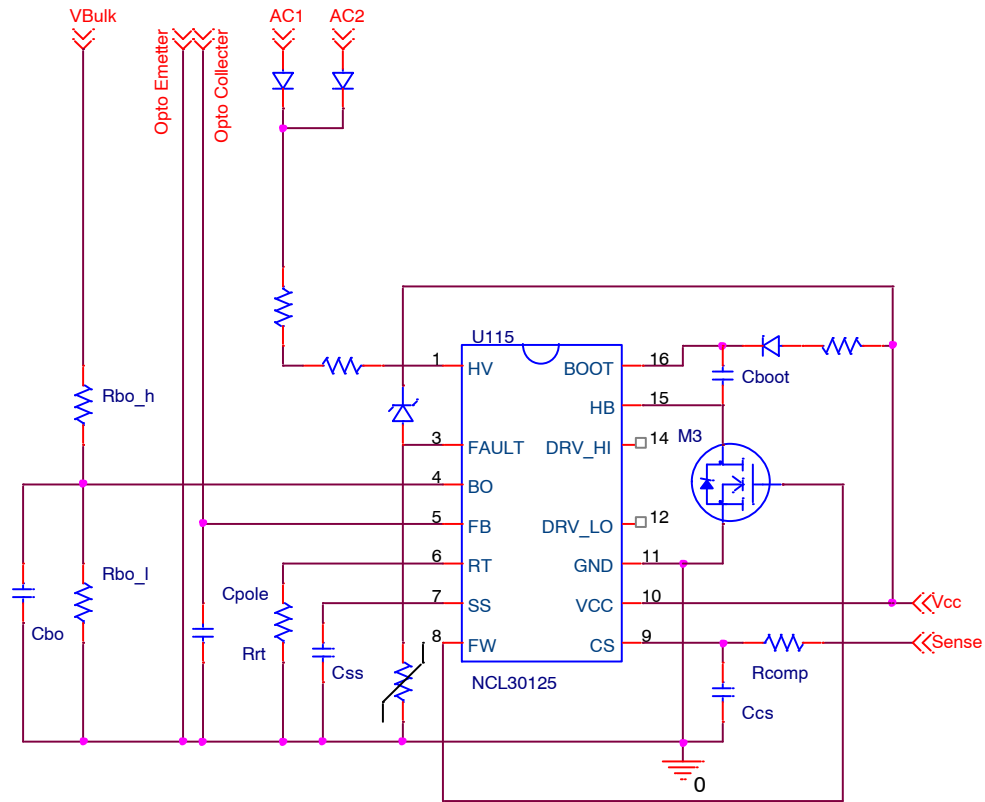 VBulk
AC1
AC2
Opto Emetter
Opto Collecter
U115
1
HV
BOOT
16
Cboot
Rbo_h
HB
15
3
FAULT
DRV_HI
14
M3
4
BO
5
FB
DRV_LO
12
6
RT
GND
11
Rbo_l
Cpole
7
SS
VCC
10
Vcc
Cbo
Rrt
Css
8
FW
CS
9
Sense
Rcomp
NCL30125
Ccs
0